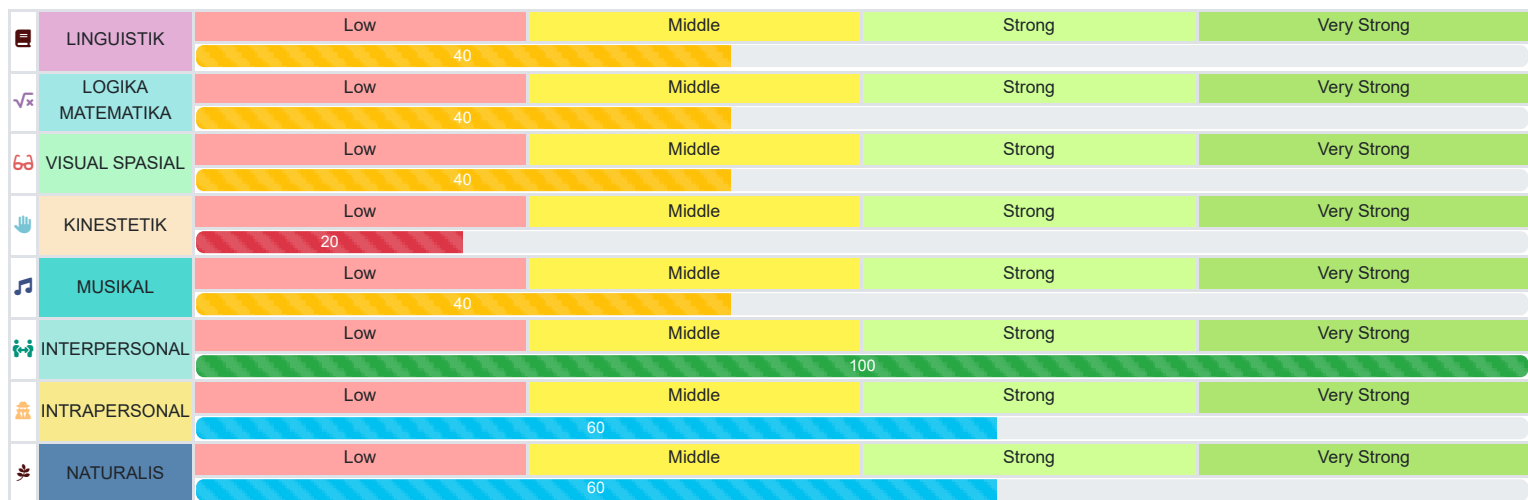 LINGUISTIK
Low Middle Strong Very Strong
40
LOGIKA
MATEMATIKA
Low Middle Strong Very Strong
40
VISUAL SPASIAL
Low Middle Strong Very Strong
40
KINESTETIK
Low Middle Strong Very Strong
20
MUSIKAL
Low Middle Strong Very Strong
40
INTERPERSONAL
Low Middle Strong Very Strong
100
INTRAPERSONAL
Low Middle Strong Very Strong
60
NATURALIS
Low Middle Strong Very Strong
60